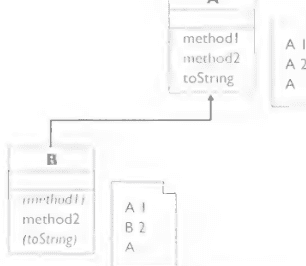 A
method1
method2
toString
A 1
A 2
A
B
(method1)
method2
(toString)
A 1
B 2
A